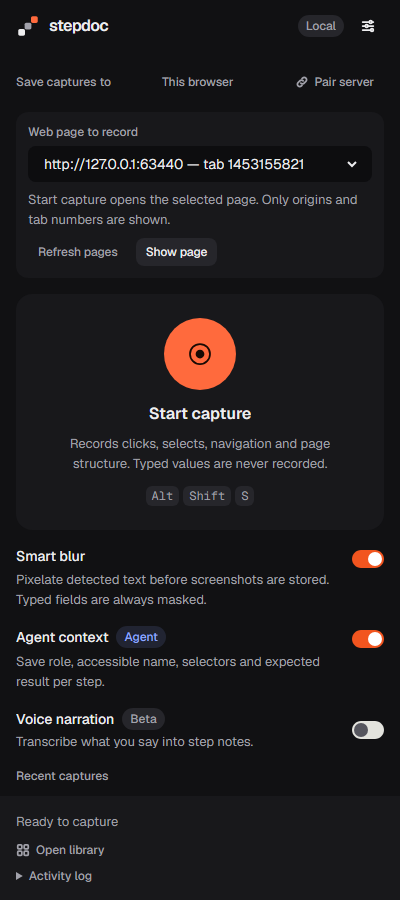 stepdoc
Local
Save captures to
This browser
Pair server
Web page to record
http://127.0.0.1:63440 — tab 1453155821
Start capture opens the selected page. Only origins and
tab numbers are shown.
Refresh pages
Show page
Start capture
Records clicks, selects, navigation and page
structure. Typed values are never recorded.
Alt Shift S
Smart blur
Pixelate detected text before screenshots are stored.
Typed fields are always masked.
Agent context Agent
Save role, accessible name, selectors and expected
result per step.
Voice narration Beta
Transcribe what you say into step notes.
Recent captures
Ready to capture
Open library
Activity log